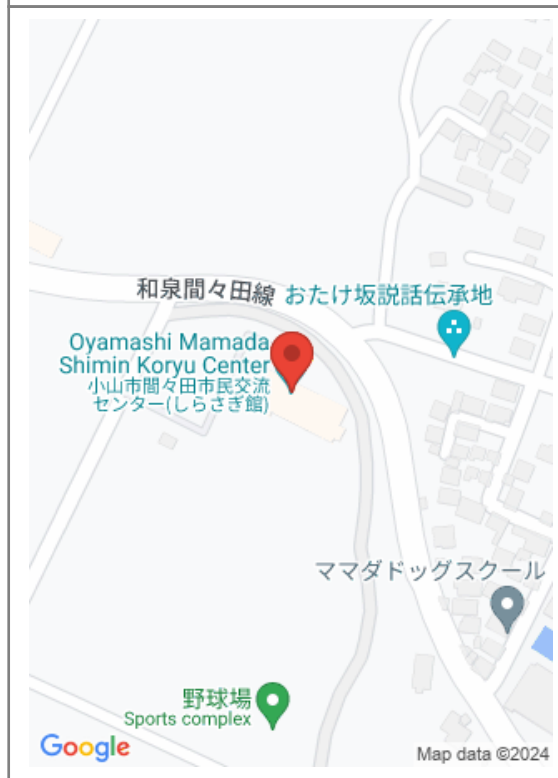 和泉間々田線
おたけ坂説話伝承地
Oyamashi Mamada
Shimin Koryu Center
小山市間々田市民交流
センター(しらさぎ館)
ママダドッグスクール
野球場
Sports complex
Google
Map data ©2024